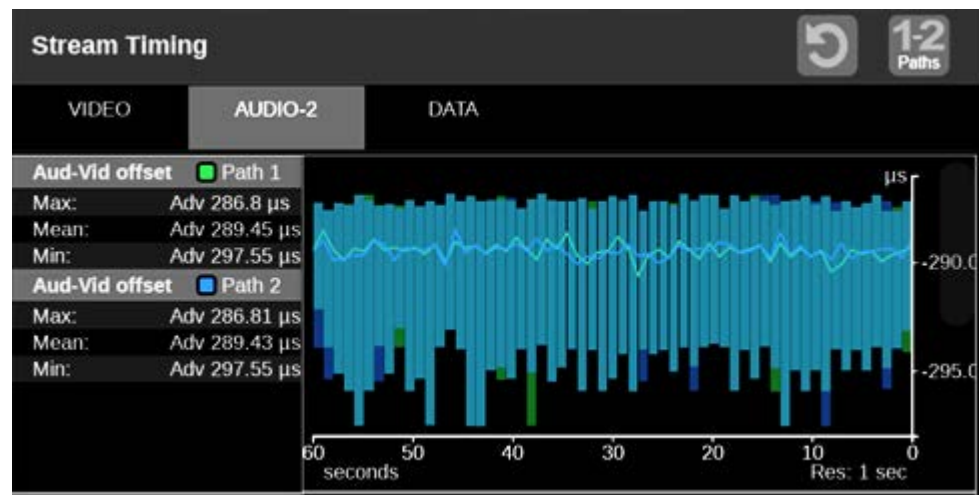 Stream Timing
1-2
Paths
VIDEO AUDIO-2 DATA
Aud-Vid offset Path 1
Max: Adv 286.8 µs
Mean: Adv 289.45 µs
Min: Adv 297.55 µs
Aud-Vid offset Path 2
Max: Adv 286.81 µs
Mean: Adv 289.43 µs
Min: Adv 297.55 µs
µs
-290.0
-295.0
60 50 40 30 20 10 0
seconds Res: 1 sec